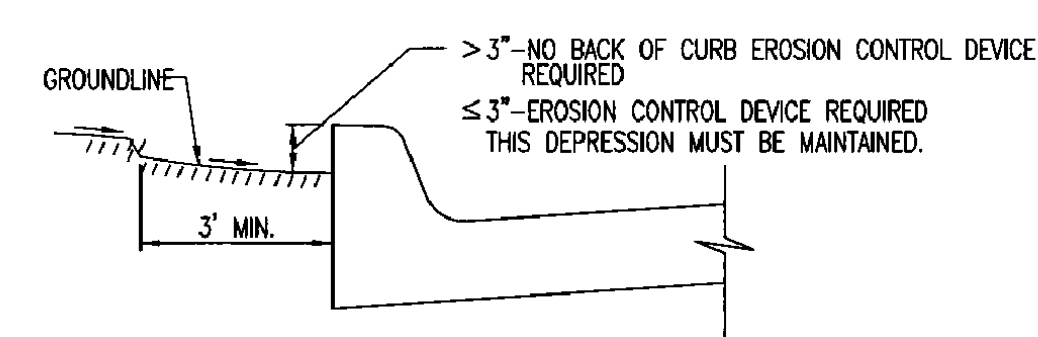 > 3"-NO BACK OF CURB EROSION CONTROL DEVICE
REQUIRED
GROUNDLINE
≤ 3"-EROSION CONTROL DEVICE REQUIRED
THIS DEPRESSION MUST BE MAINTAINED.
3' MIN.